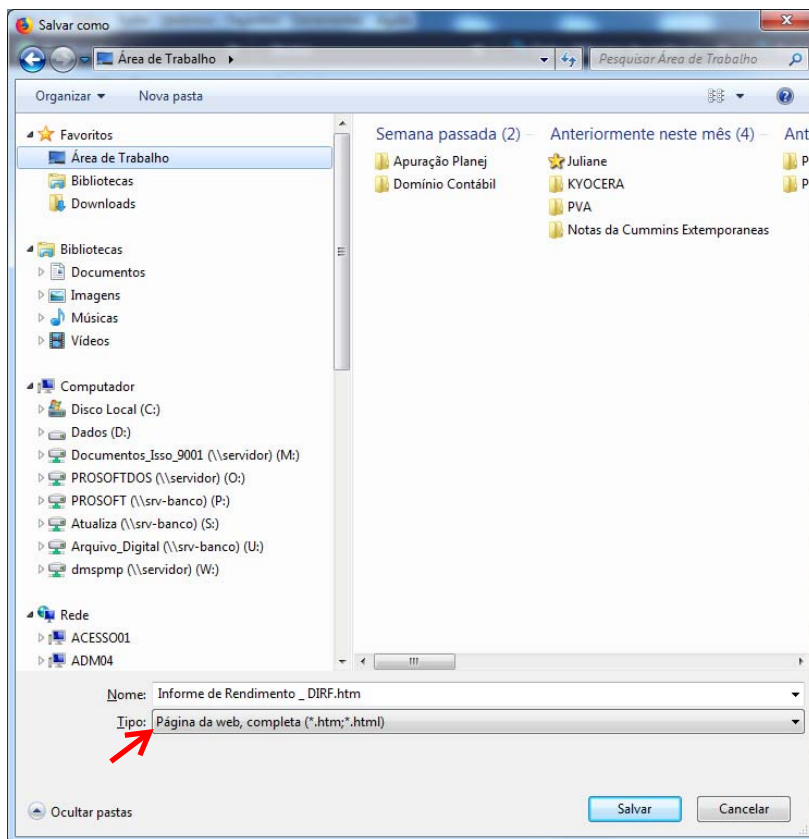 Salvar como
Área de Trabalho
Pesquisar Área de Trabalho
Organizar
Nova pasta
Favoritos
Área de Trabalho
Bibliotecas
Downloads
Bibliotecas
Documentos
Imagens
Músicas
Vídeos
Computador
Disco Local (C:)
Dados (D:)
Documentos_Isso_9001 (\\servidor) (M:)
PROSOFTDOS (\\servidor) (O:)
PROSOFT (\\srv-banco) (P:)
Atualiza (\\srv-banco) (S:)
Arquivo_Digital (\\srv-banco) (U:)
dmspmp (\\servidor) (W:)
Rede
ACESSO01
ADM04
Semana passada (2)
Apuração Planej
Domínio Contábil
Anteriormente neste mês (4)
Juliane
KYOCERA
PVA
Notas da Cummins Extemporaneas
Ant
P
P
Nome: Informe de Rendimento _ DIRF.htm
Tipo: Página da web, completa (*.htm;*.html)
Ocultar pastas
Salvar
Cancelar